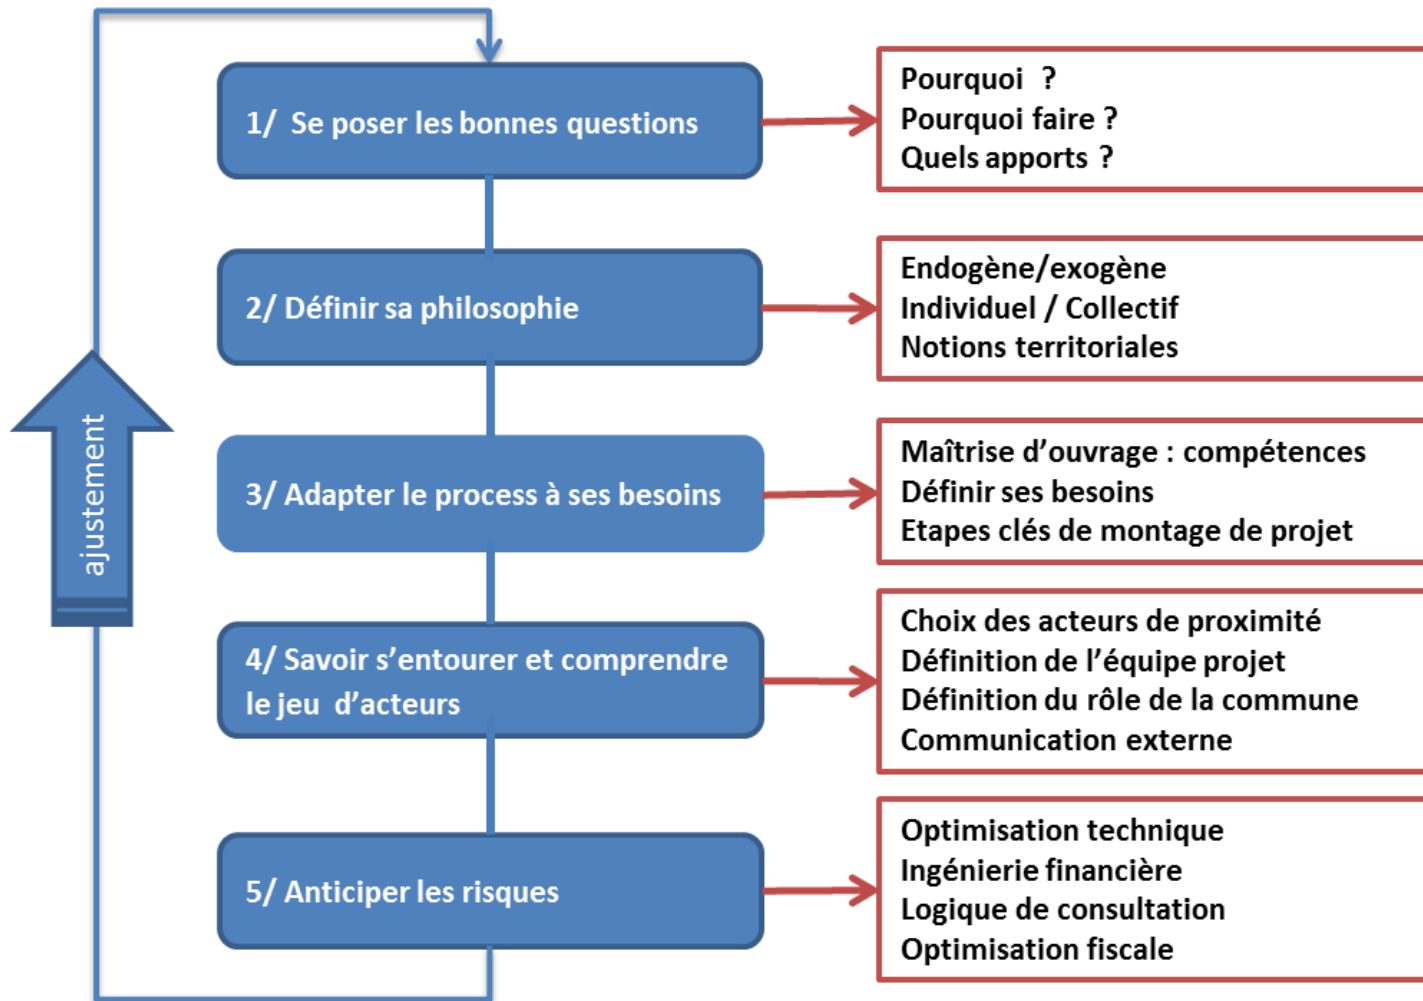 1/ Se poser les bonnes questions
Pourquoi ?
Pourquoi faire ?
Quels apports ?
2/ Définir sa philosophie
Endogène/exogène
Individuel / Collectif
Notions territoriales
ajustement
3/ Adapter le process à ses besoins
Maîtrise d’ouvrage : compétences
Définir ses besoins
Etapes clés de montage de projet
4/ Savoir s’entourer et comprendre
le jeu d’acteurs
Choix des acteurs de proximité
Définition de l’équipe projet
Définition du rôle de la commune
Communication externe
5/ Anticiper les risques
Optimisation technique
Ingénierie financière
Logique de consultation
Optimisation fiscale